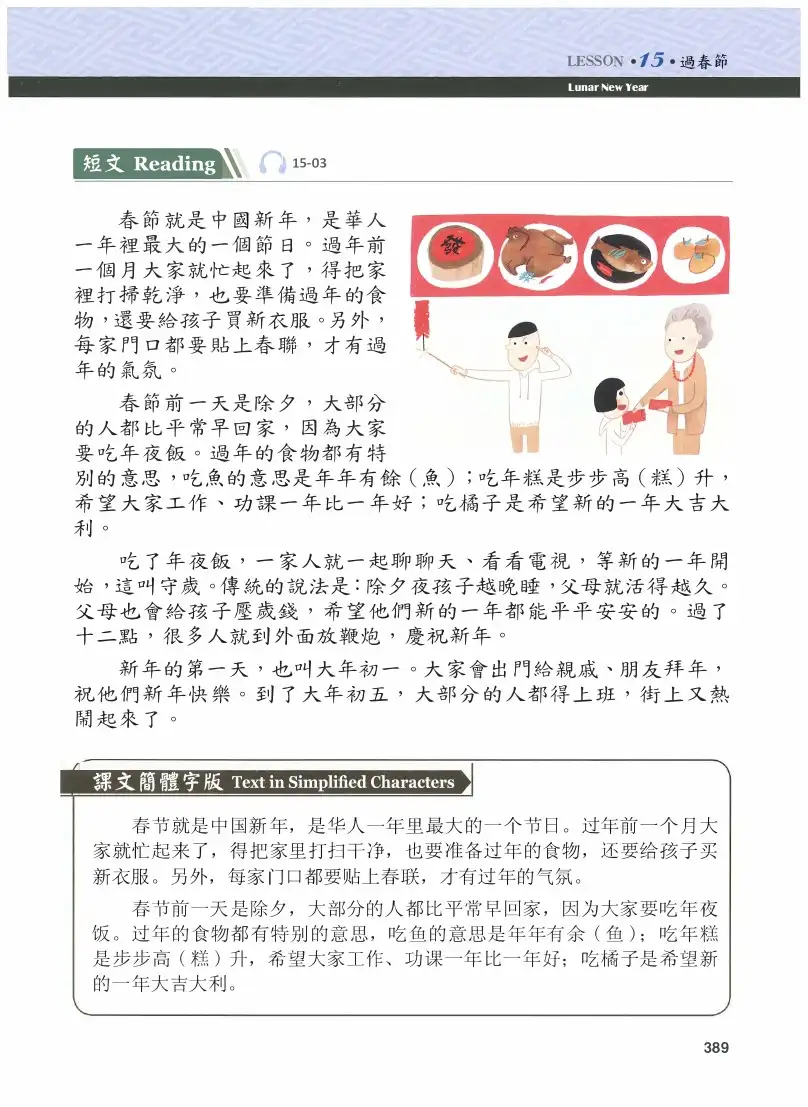 LESSON • 15 • 過春節
Lunar New Year
短文 Reading 15-03
春節就是中國新年，是華人
一年裡最大的一個節日。過年前
一個月大家就忙起來了，得把家
裡打掃乾淨，也要準備過年的食
物，還要給孩子買新衣服。另外，
每家門口都要貼上春聯，才有過
年的氣氛。
發
春節前一天是除夕，大部分
的人都比平常早回家，因為大家
要吃年夜飯。過年的食物都有特
別的意思，吃魚的意思是年年有餘（魚）；吃年糕是步步高（糕）升，
希望大家工作、功課一年比一年好；吃橘子是希望新的一年大吉大
利。
吃了年夜飯，一家人就一起聊聊天、看看電視，等新的一年開
始，這叫守歲。傳統的說法是：除夕夜孩子越晚睡，父母就活得越久。
父母也會給孩子壓歲錢，希望他們新的一年都能平平安安的。過了
十二點，很多人就到外面放鞭炮，慶祝新年。
新年的第一天，也叫大年初一。大家會出門給親戚、朋友拜年，
祝他們新年快樂。到了大年初五，大部分的人都得上班，街上又熱
鬧起來了。
課文簡體字版 Text in Simplified Characters
春节就是中国新年，是华人一年里最大的一个节日。过年前一个月大
家就忙起来了，得把家里打扫干净，也要准备过年的食物，还要给孩子买
新衣服。另外，每家门口都要贴上春联，才有过年的气氛。
春节前一天是除夕，大部分的人都比平常早回家，因为大家要吃年夜
饭。过年的食物都有特别的意思，吃鱼的意思是年年有余（鱼）；吃年糕
是步步高（糕）升，希望大家工作、功课一年比一年好；吃橘子是希望新
的一年大吉大利。
389